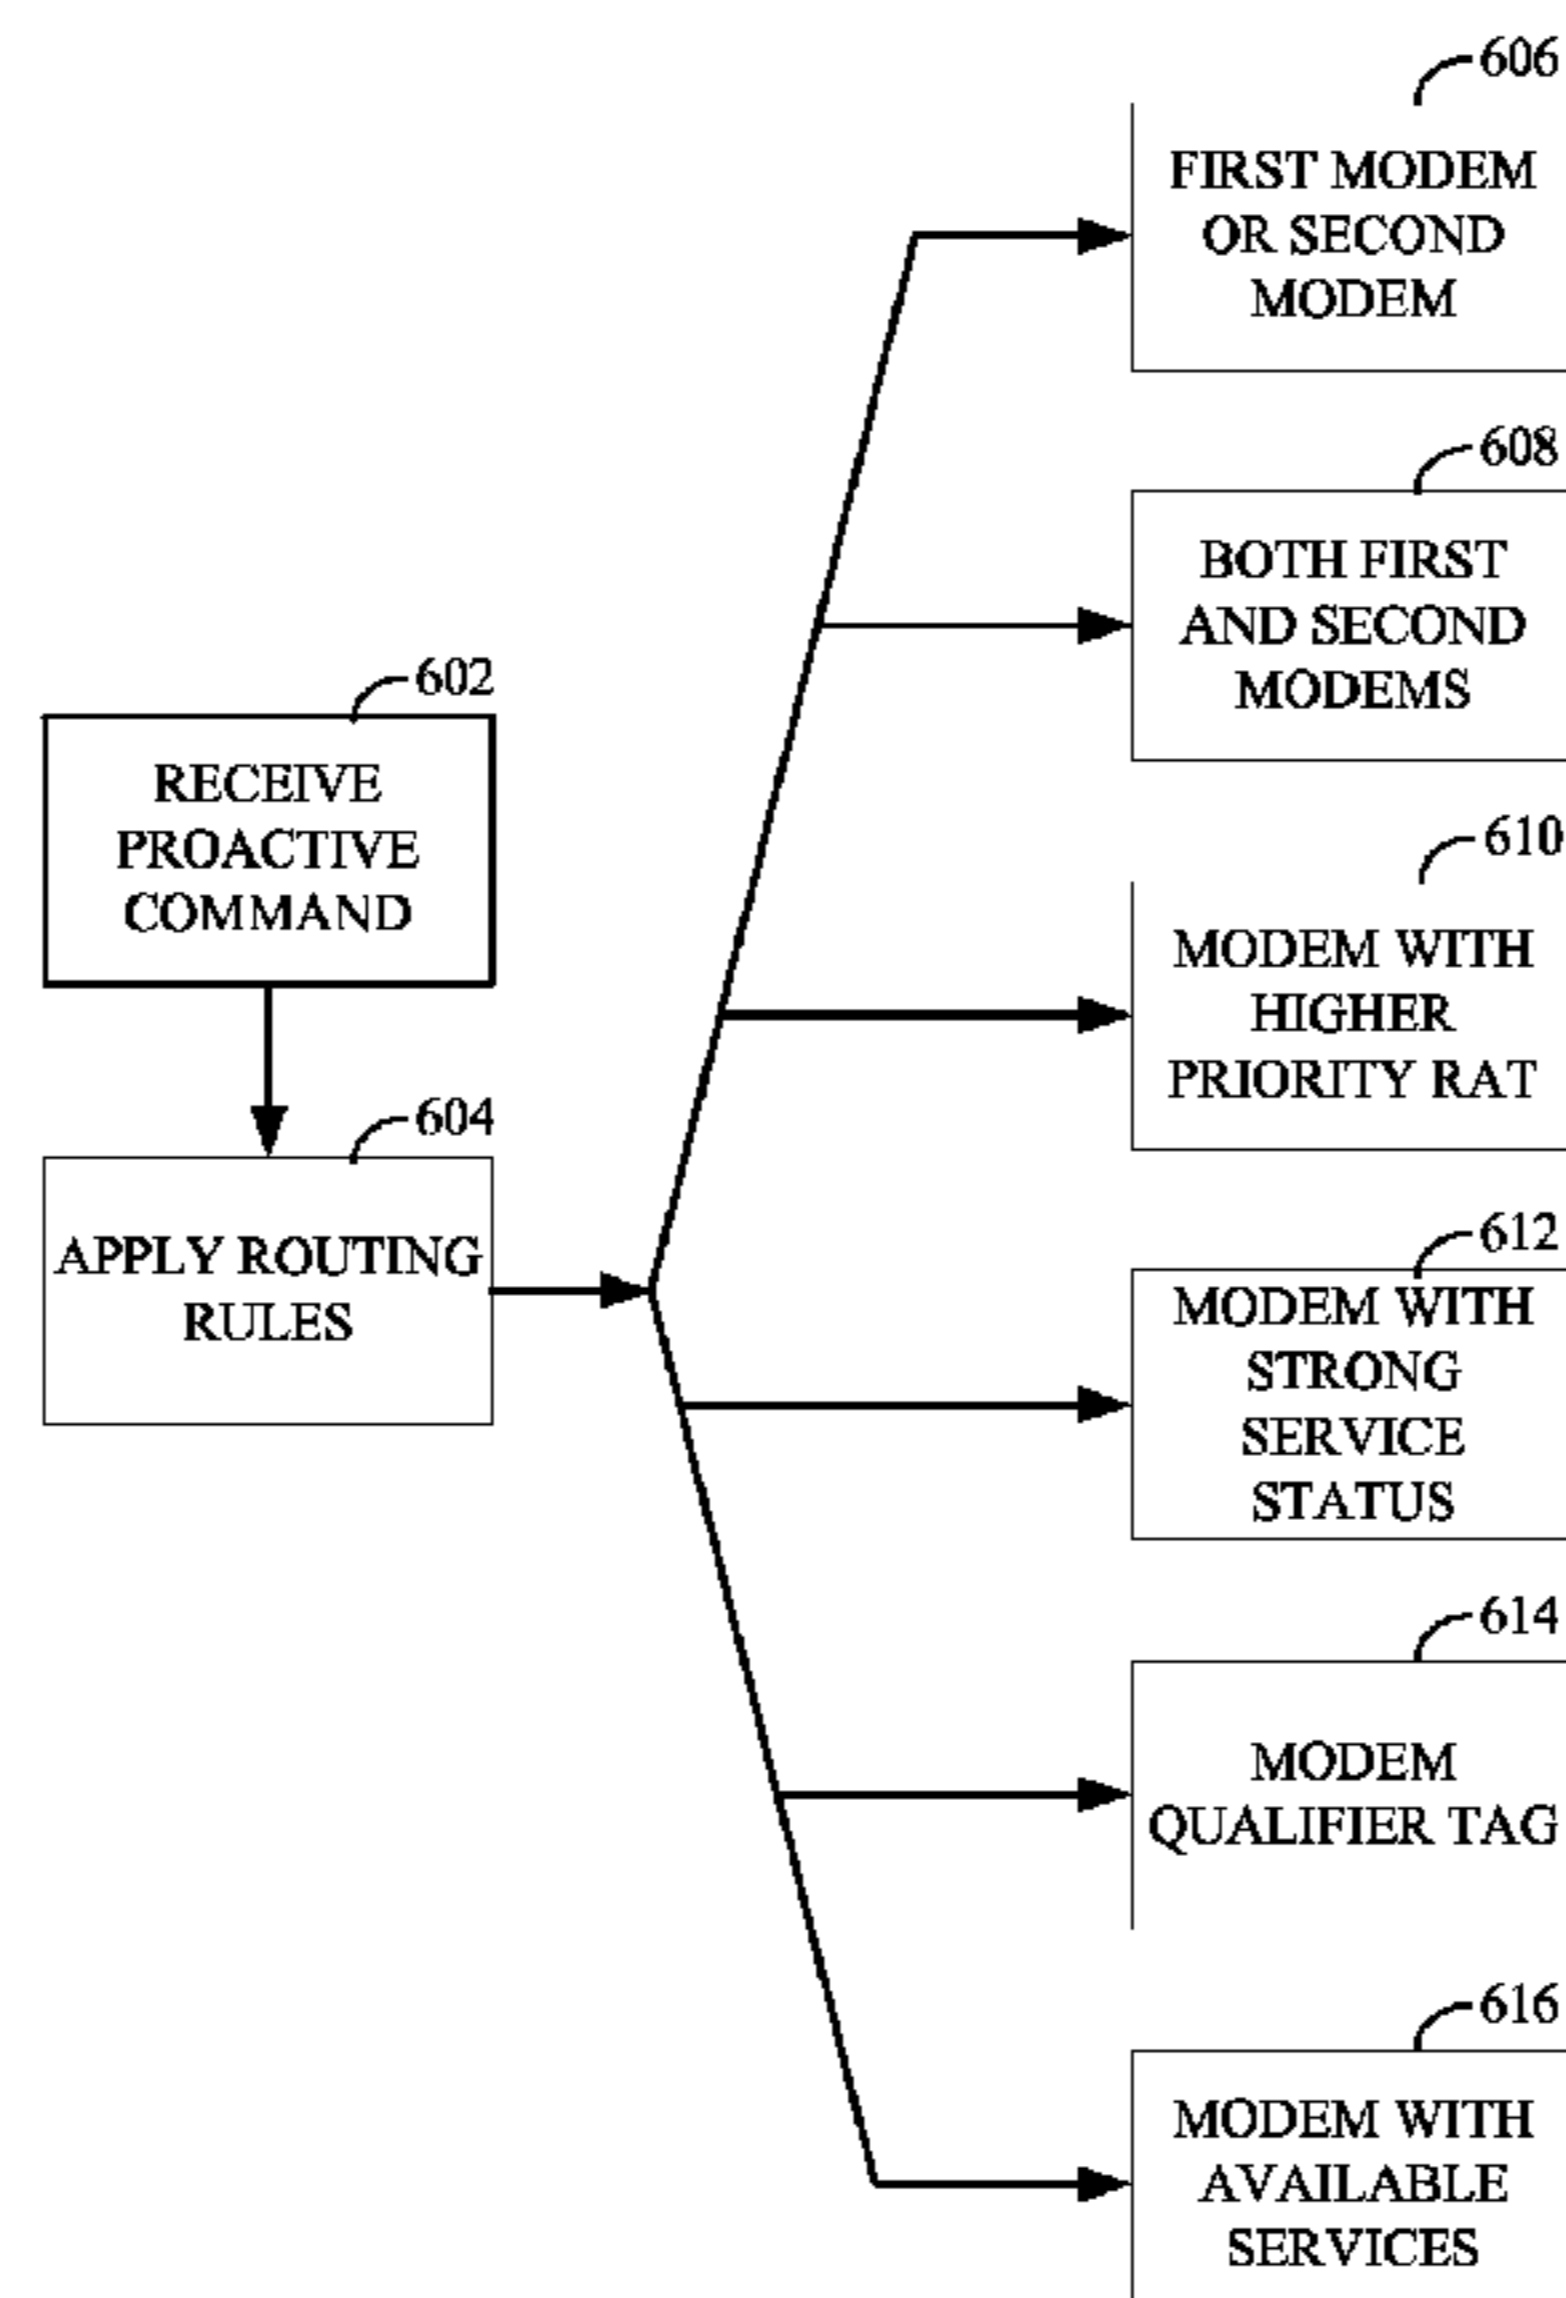 606
FIRST MODEM
OR SECOND
MODEM
608
BOTH FIRST
AND SECOND
MODEMS
602
RECEIVE
PROACTIVE
COMMAND
610
MODEM WITH
HIGHER
PRIORITY RAT
604
APPLY ROUTING
RULES
612
MODEM WITH
STRONG
SERVICE
STATUS
614
MODEM
QUALIFIER TAG
616
MODEM WITH
AVAILABLE
SERVICES